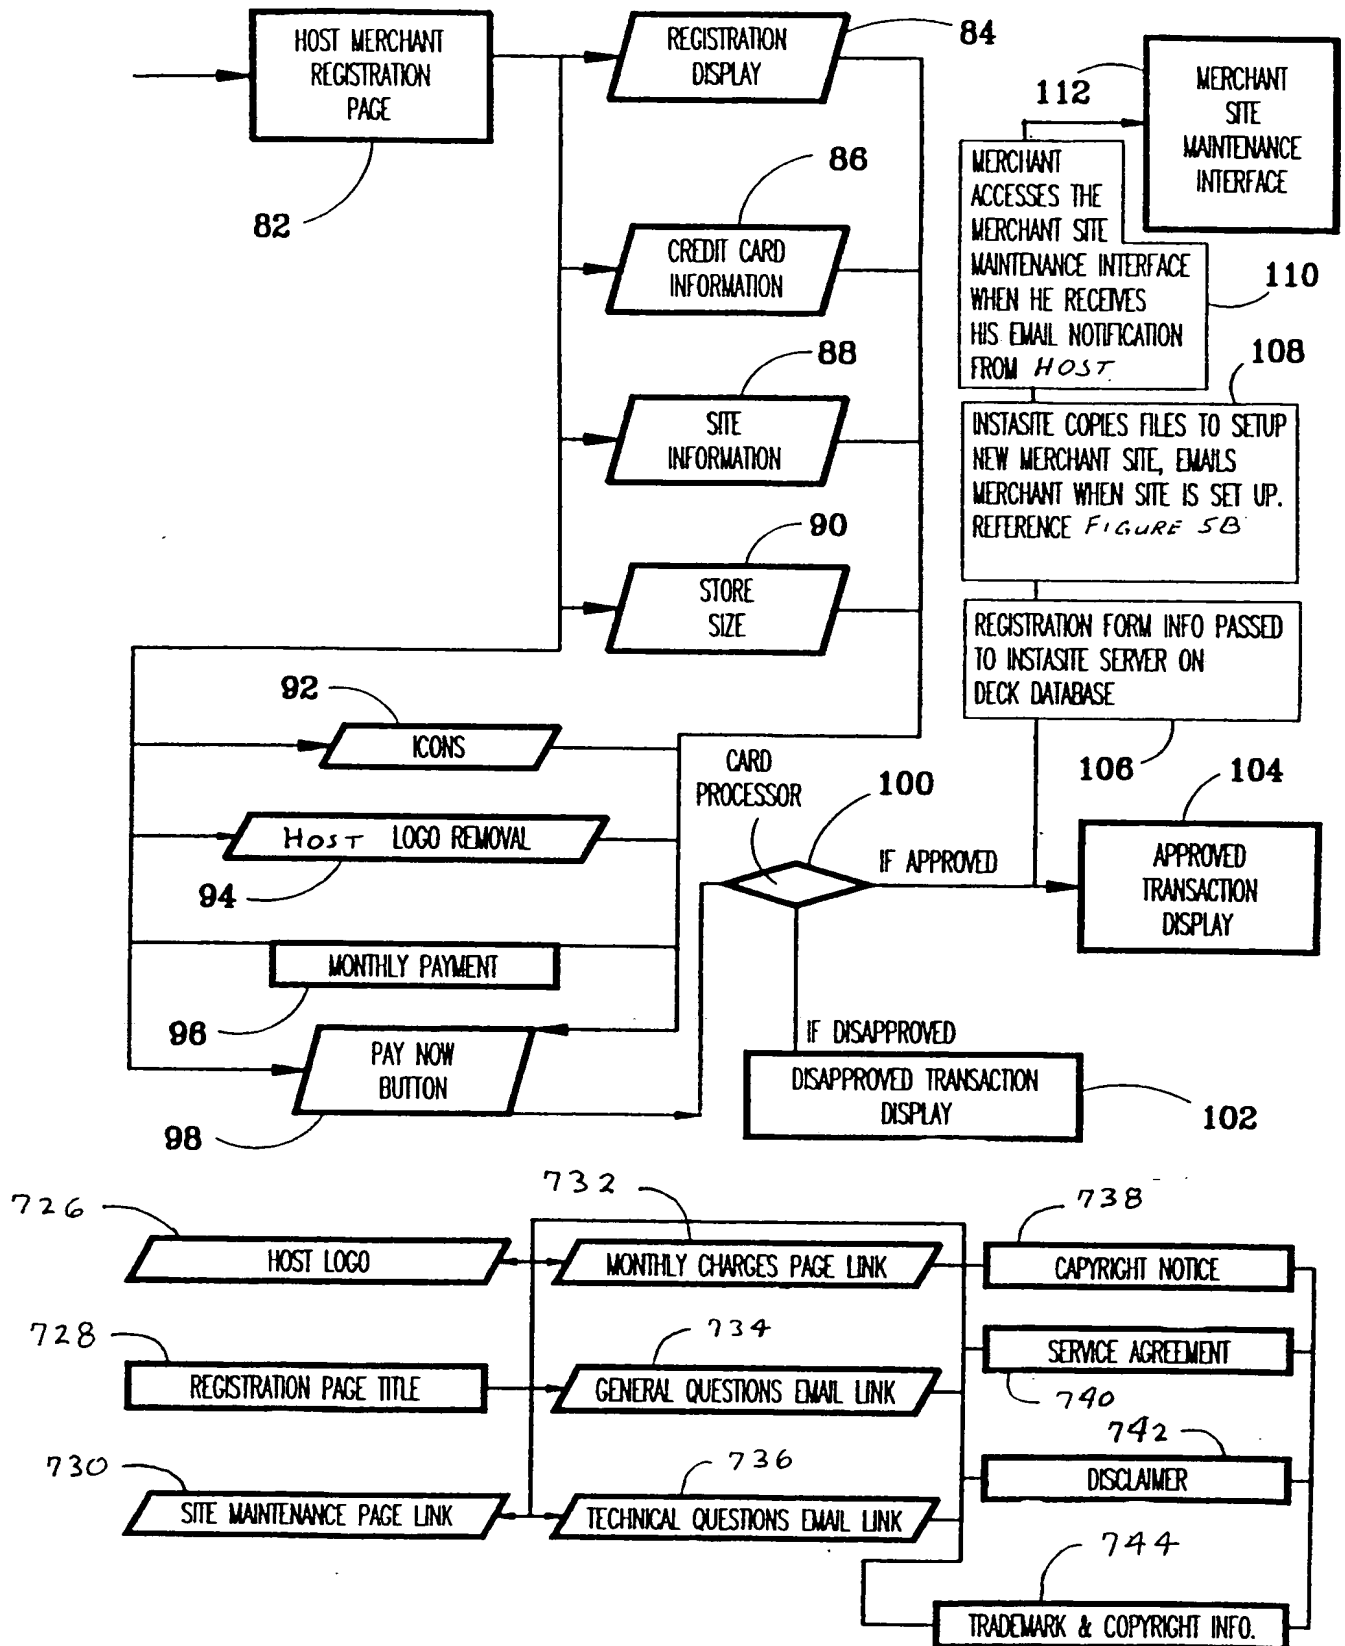 HOST MERCHANT
REGISTRATION
PAGE
82
REGISTRATION
DISPLAY
84
CREDIT CARD
INFORMATION
86
SITE
INFORMATION
88
STORE
SIZE
90
MERCHANT
SITE
MAINTENANCE
INTERFACE
112
MERCHANT
ACCESSES THE
MERCHANT SITE
MAINTENANCE INTERFACE
WHEN HE RECEIVES
HIS EMAIL NOTIFICATION
FROM HOST.
110
108
INSTASITE COPIES FILES TO SETUP
NEW MERCHANT SITE, EMAILS
MERCHANT WHEN SITE IS SET UP.
REFERENCE FIGURE 5B
REGISTRATION FORM INFO PASSED
TO INSTASITE SERVER ON
DECK DATABASE
106
92
ICONS
HOST LOGO REMOVAL
94
MONTHLY PAYMENT
96
PAY NOW
BUTTON
98
CARD
PROCESSOR
100
IF APPROVED
104
APPROVED
TRANSACTION
DISPLAY
IF DISAPPROVED
DISAPPROVED TRANSACTION
DISPLAY
102
726
HOST LOGO
732
MONTHLY CHARGES PAGE LINK
738
CAPYRIGHT NOTICE
728
REGISTRATION PAGE TITLE
734
GENERAL QUESTIONS EMAIL LINK
SERVICE AGREEMENT
740
730
SITE MAINTENANCE PAGE LINK
736
TECHNICAL QUESTIONS EMAIL LINK
742
DISCLAIMER
744
TRADEMARK & COPYRIGHT INFO.